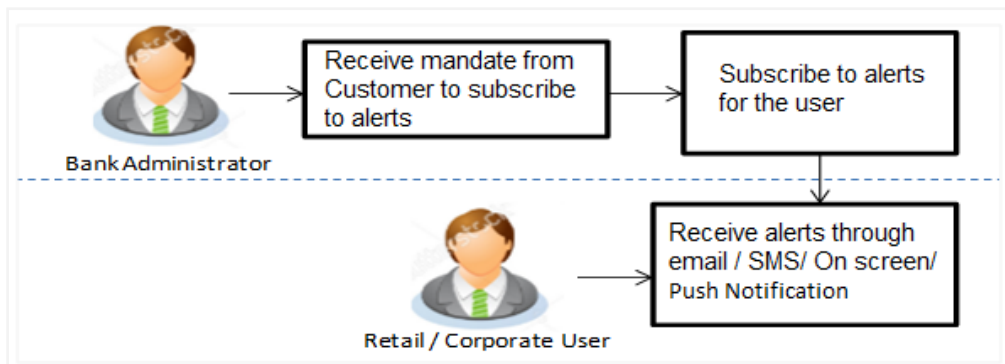 Receive mandate from
Customer to subscribe
to alerts
Subscribe to alerts
for the user
Bank Administrator
Receive alerts through
email / SMS/ On screen/
Push Notification
Retail / Corporate User